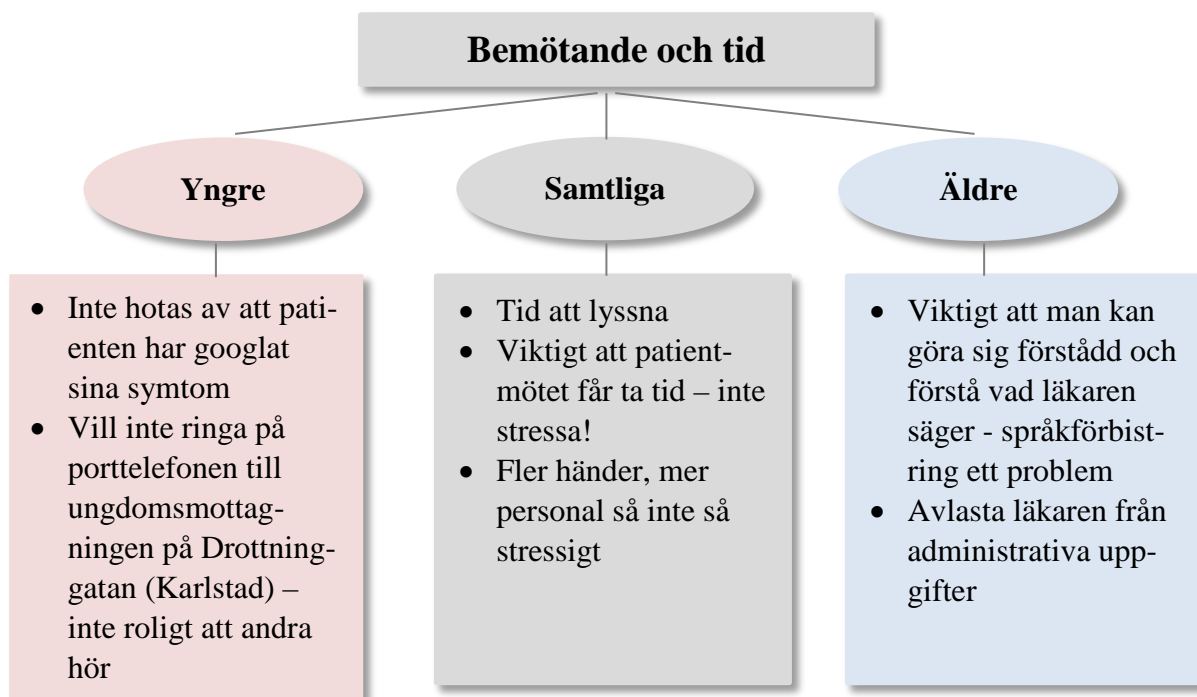 Bemötande och tid
Yngre
Samtliga
Äldre
• Inte hotas av att pati-
enten har googlat
sina symtom
• Vill inte ringa på
porttelefonen till
ungdomsmottag-
ningen på Drottning-
gatan (Karlstad) –
inte roligt att andra
hör
• Tid att lyssna
• Viktigt att patient-
mötet får ta tid – inte
stressa!
• Fler händer, mer
personal så inte så
stressigt
• Viktigt att man kan
göra sig förstådd och
förstå vad läkaren
säger - språkförbist-
ring ett problem
• Avlasta läkaren från
administrativa upp-
gifter